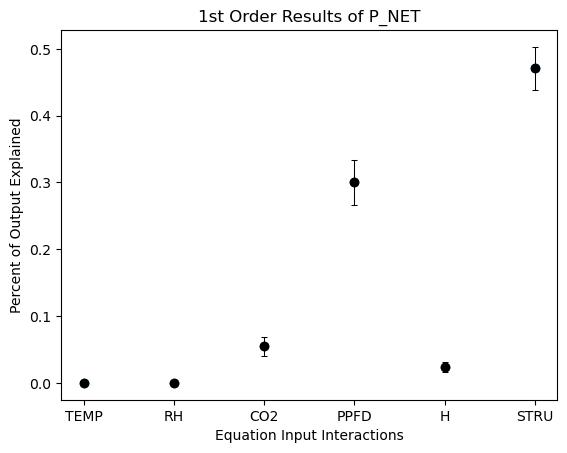 1st Order Results of P_NET
Percent of Output Explained
0.5
0.4
0.3
0.2
0.1
0.0
TEMP RH CO2 PPFD H STRU
Equation Input Interactions